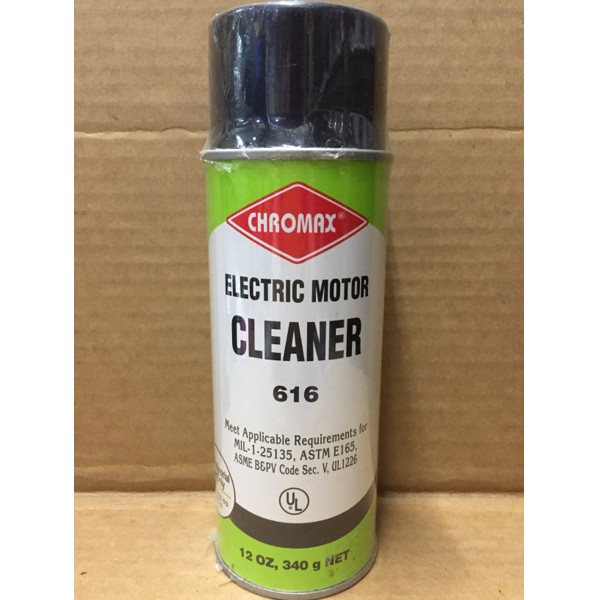 CHROMAX®
ELECTRIC MOTOR
CLEANER
616
Meet Applicable Requirements for
MIL-1-25135, ASTM E165,
ASME B&PV Code Sec. V, UL1226
UL
12 OZ, 340 g NET